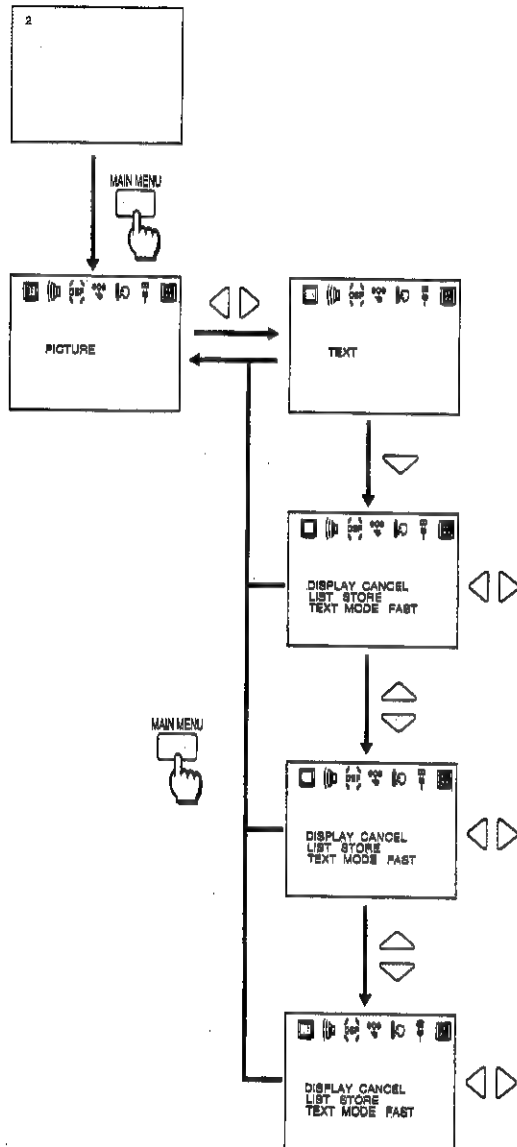 2
MAIN MENU
PICTURE
TEXT
DISPLAY CANCEL
LIST STORE
TEXT MODE FAST
MAIN MENU
DISPLAY CANCEL
LIST STORE
TEXT MODE FAST
DISPLAY CANCEL
LIST STORE
TEXT MODE FAST